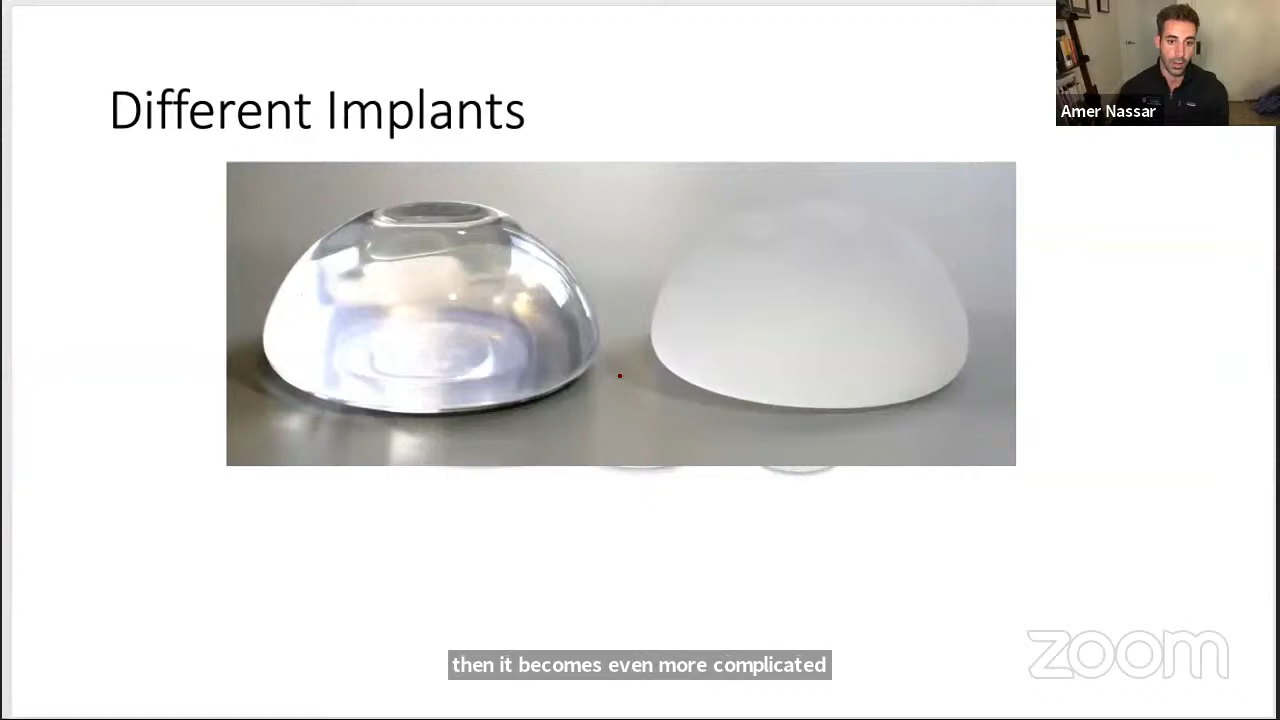 Different Implants
Amer Nassar
then it becomes even more complicated
zoom